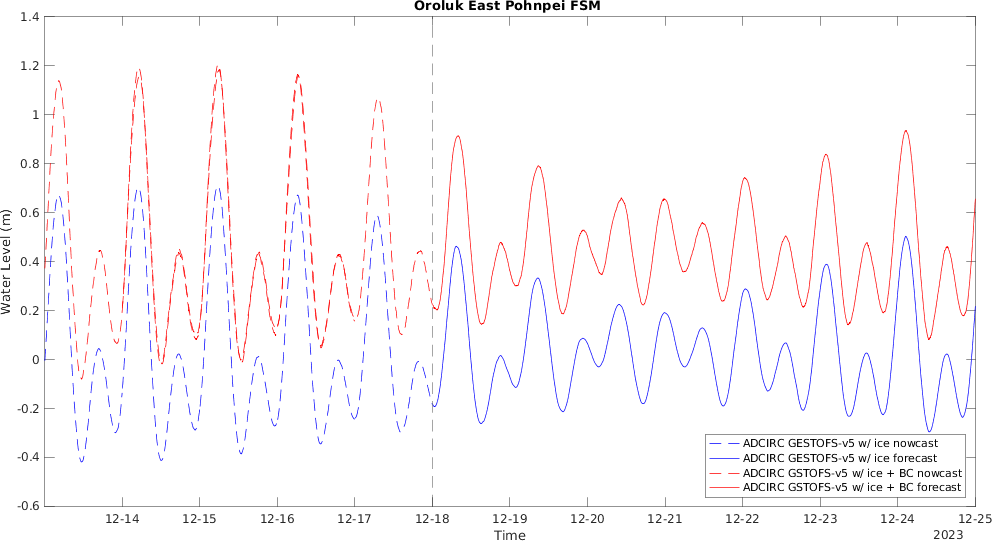 Oroluk East Pohnpei FSM
Water Level (m)
1.4
1.2
1
0.8
0.6
0.4
0.2
0
-0.2
-0.4
-0.6
ADCIRC GESTOFS-v5 w/ ice nowcast
ADCIRC GESTOFS-v5 w/ ice forecast
ADCIRC GSTOFS-v5 w/ ice + BC nowcast
ADCIRC GSTOFS-v5 w/ ice + BC forecast
12-14 12-15 12-16 12-17 12-18 12-19 12-20 12-21 12-22 12-23 12-24 12-25
Time
2023